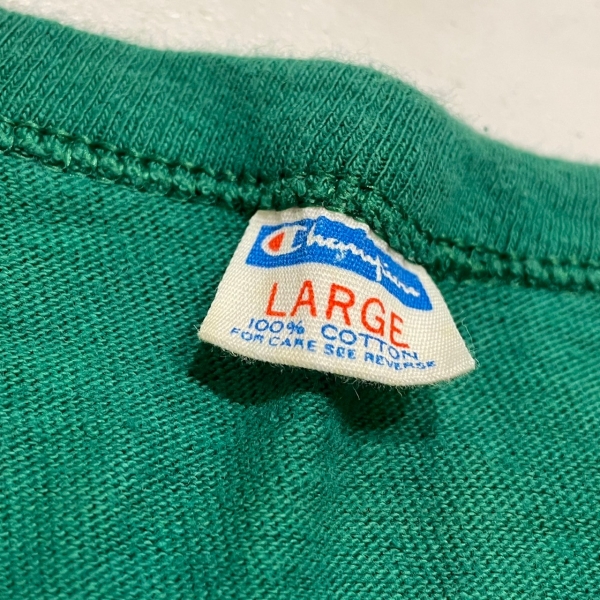 Champion
LARGE
100% COTTON
FOR CARE SEE REVERSE